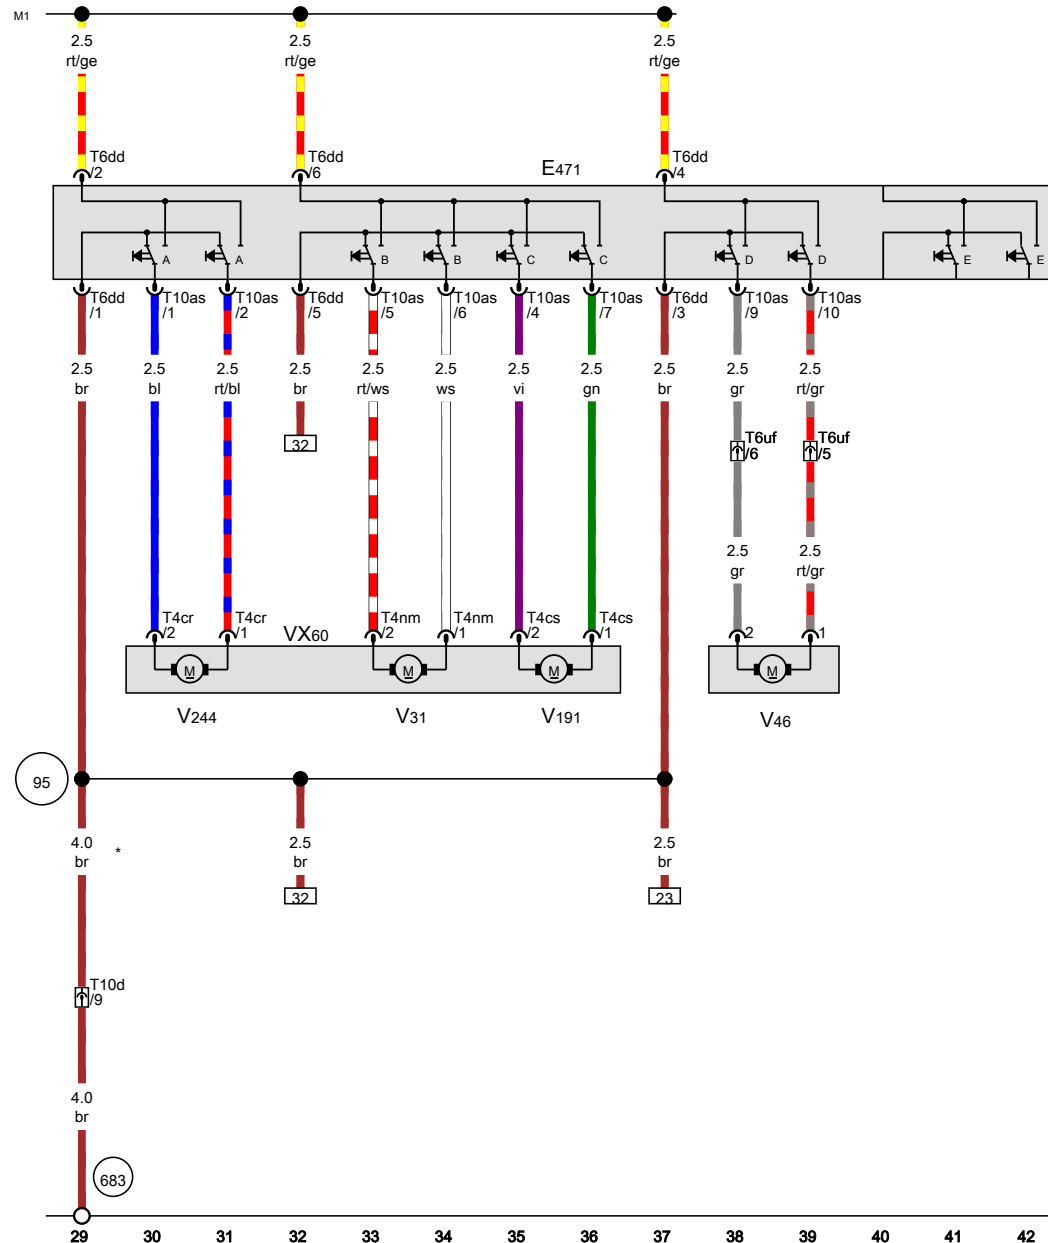 M1
2.5 2.5 2.5
rt/ge rt/ge rt/ge
T6dd T6dd T6dd
/2 /6 /4
E471
A A B B C C D D E E
T6dd T10as T10as T6dd T10as T10as T10as T10as T6dd T10as T10as
/1 /1 /2 /5 /5 /6 /4 /7 /3 /9 /10
2.5 2.5 2.5 2.5 2.5 2.5 2.5 2.5 2.5 2.5 2.5
br bl rt/bl br rt/ws ws vi gn br gr rt/gr
32
T6uf T6uf
/6 /5
2.5 2.5
gr rt/gr
T4cr T4cr T4nm T4nm T4cs T4cs
/2 /1 VX60 /2 /1 /2 /1 2 1
M M M M
V244 V31 V191 V46
95
4.0 * 2.5 2.5
br br br
32 23
T10d
/9
4.0
br
683
29 30 31 32 33 34 35 36 37 38 39 40 41 42